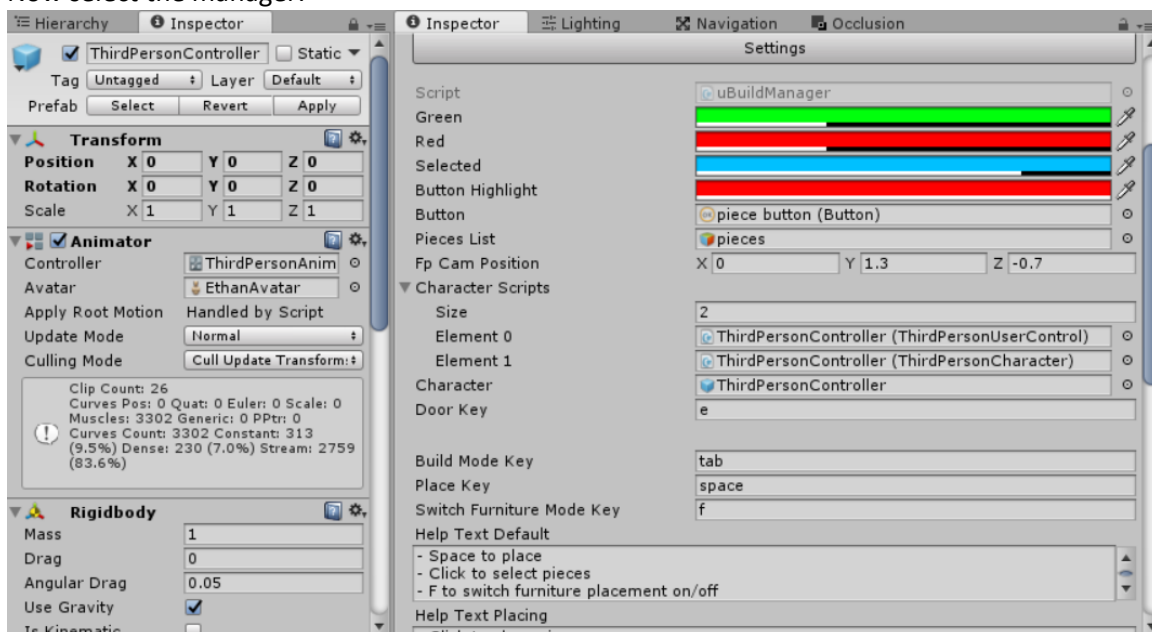 Now select the manager:
Hierarchy
Inspector
ThirdPersonController
Static
Tag Untagged Layer Default
Prefab Select Revert Apply
Transform
Position X 0 Y 0 Z 0
Rotation X 0 Y 0 Z 0
Scale X 1 Y 1 Z 1
Animator
Controller ThirdPersonAnim
Avatar EthanAvatar
Apply Root Motion Handled by Script
Update Mode Normal
Culling Mode Cull Update Transform:
Clip Count: 26
Curves Pos: 0 Quat: 0 Euler: 0 Scale: 0
Muscles: 3302 Generic: 0 PPtr: 0
Curves Count: 3302 Constant: 313
(9.5%) Dense: 230 (7.0%) Stream: 2759
(83.6%)
Rigidbody
Mass 1
Drag 0
Angular Drag 0.05
Use Gravity
Is Kinematic
Inspector Lighting Navigation Occlusion
Settings
Script uBuildManager
Green
Red
Selected
Button Highlight
Button piece button (Button)
Pieces List pieces
Fp Cam Position X 0 Y 1.3 Z -0.7
Character Scripts
Size 2
Element 0 ThirdPersonController (ThirdPersonUserControl)
Element 1 ThirdPersonController (ThirdPersonCharacter)
Character ThirdPersonController
Door Key e
Build Mode Key tab
Place Key space
Switch Furniture Mode Key f
Help Text Default
- Space to place
- Click to select pieces
- F to switch furniture placement on/off
Help Text Placing